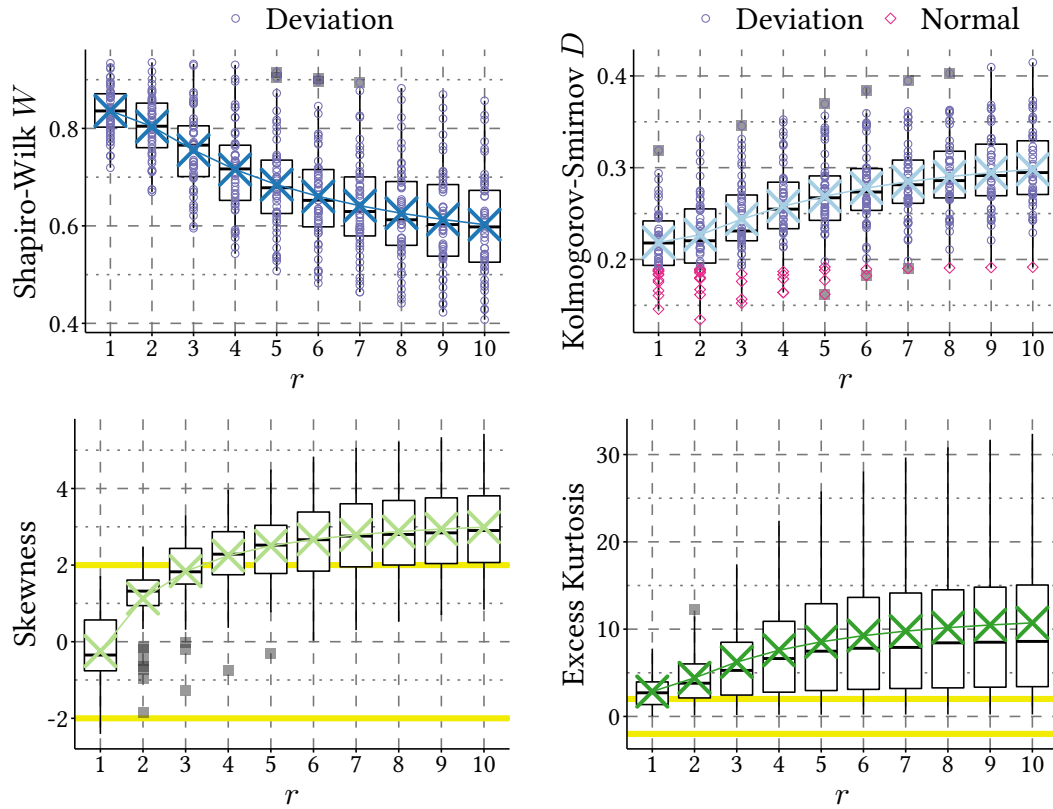 Deviation
Shapiro-Wilk W
0.8
0.6
0.4
1 2 3 4 5 6 7 8 9 10
r
Deviation Normal
Kolmogorov-Smirnov D
0.4
0.3
0.2
1 2 3 4 5 6 7 8 9 10
r
Skewness
4
2
0
-2
1 2 3 4 5 6 7 8 9 10
r
Excess Kurtosis
30
20
10
0
1 2 3 4 5 6 7 8 9 10
r